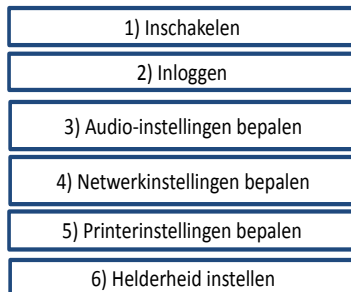 1) Inschakelen
2) Inloggen
3) Audio-instellingen bepalen
4) Netwerkinstellingen bepalen
5) Printerinstellingen bepalen
6) Helderheid instellen